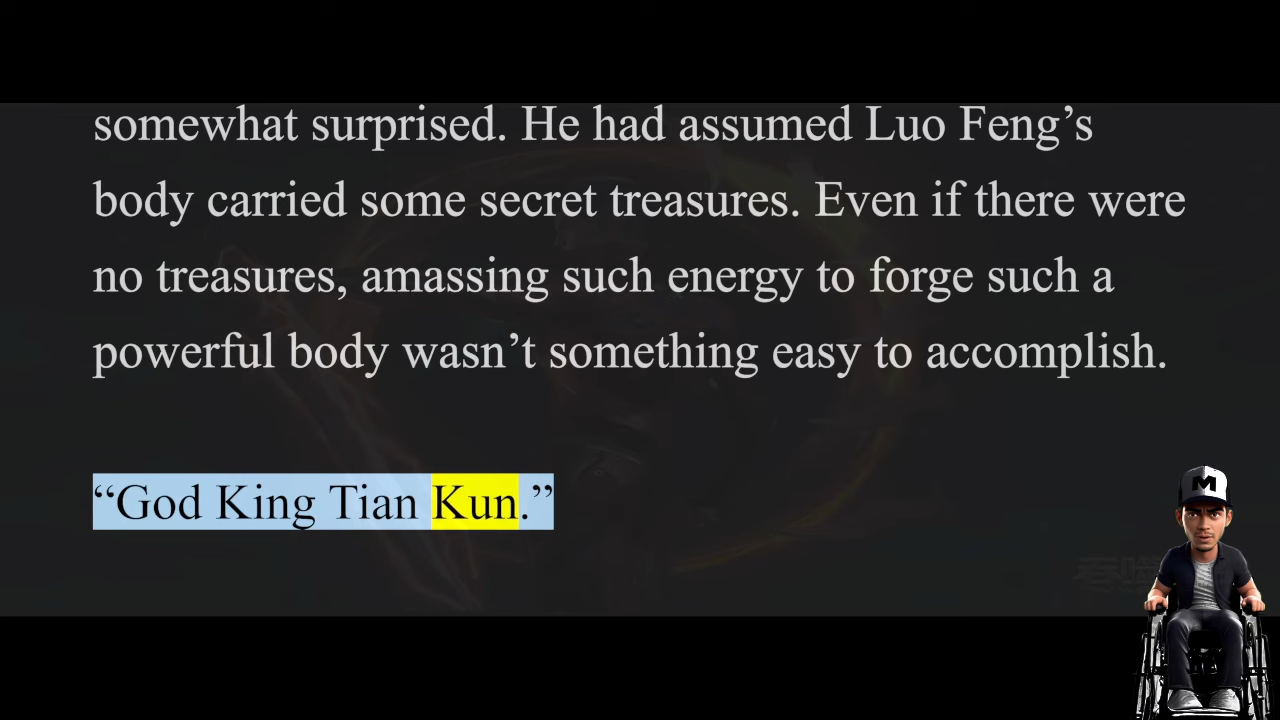 somewhat surprised. He had assumed Luo Feng’s
body carried some secret treasures. Even if there were
no treasures, amassing such energy to forge such a
powerful body wasn’t something easy to accomplish.
“God King Tian Kun.”
M